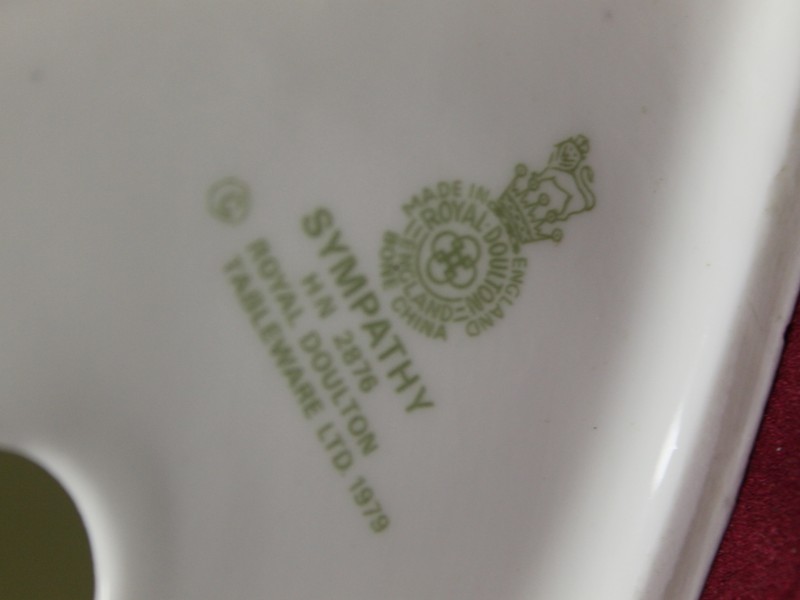 MADE IN ENGLAND
ROYAL DOULTON
ENGLAND
BONE CHINA
SYMPATHY
HN 2876
© ROYAL DOULTON
TABLEWARE LTD. 1979